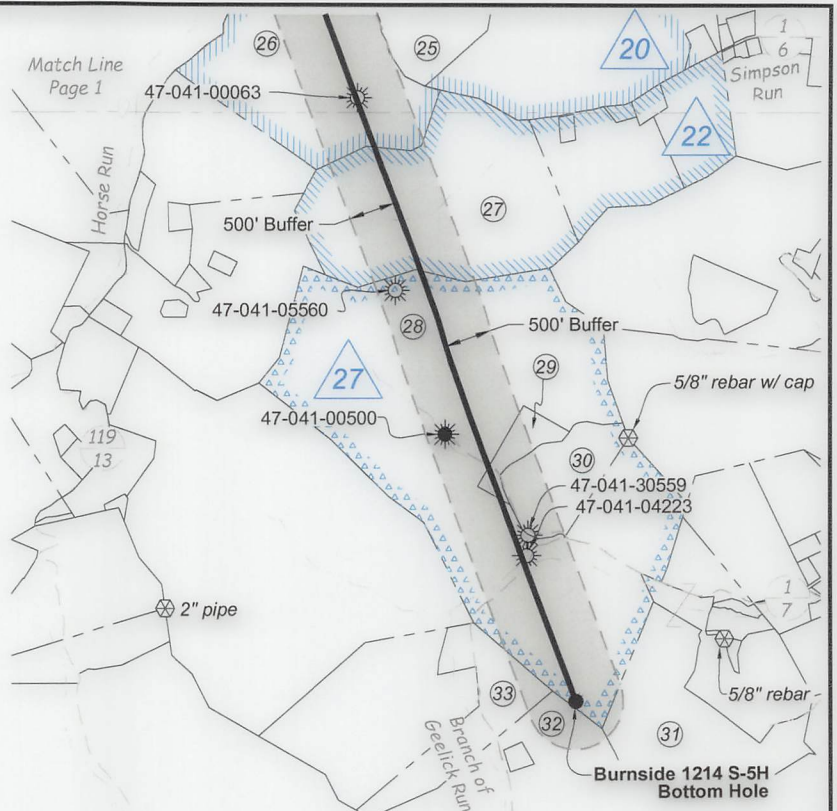 26
25
20
1
6
Match Line
Page 1
Simpson
Run
47-041-00063
22
Horse Run
27
500' Buffer
47-041-05560
28
500' Buffer
29
27
5/8" rebar w/ cap
47-041-00500
119
13
30
47-041-30559
47-041-04223
1
7
2" pipe
5/8" rebar
33
32
31
Branch of
Geelick Run
Burnside 1214 S-5H
Bottom Hole